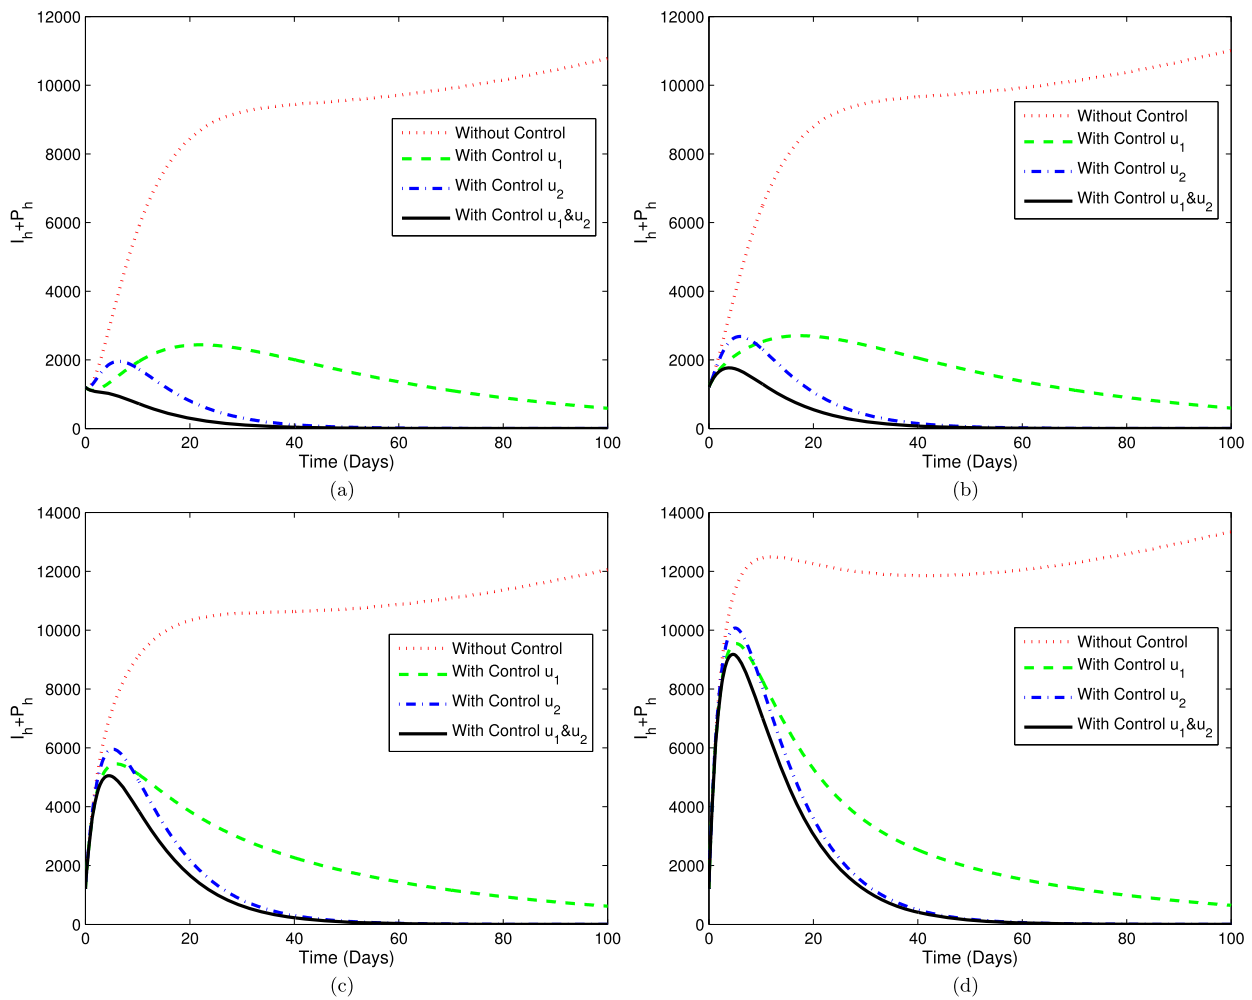 12000
10000
8000
6000
4000
2000
0
I_h+P_h
0 20 40 60 80 100
Time (Days)
Without Control
With Control u_1
With Control u_2
With Control u_1&u_2
(a)
12000
10000
8000
6000
4000
2000
0
I_h+P_h
0 20 40 60 80 100
Time (Days)
Without Control
With Control u_1
With Control u_2
With Control u_1&u_2
(b)
14000
12000
10000
8000
6000
4000
2000
0
I_h+P_h
0 20 40 60 80 100
Time (Days)
Without Control
With Control u_1
With Control u_2
With Control u_1&u_2
(c)
14000
12000
10000
8000
6000
4000
2000
0
I_h+P_h
0 20 40 60 80 100
Time (Days)
Without Control
With Control u_1
With Control u_2
With Control u_1&u_2
(d)